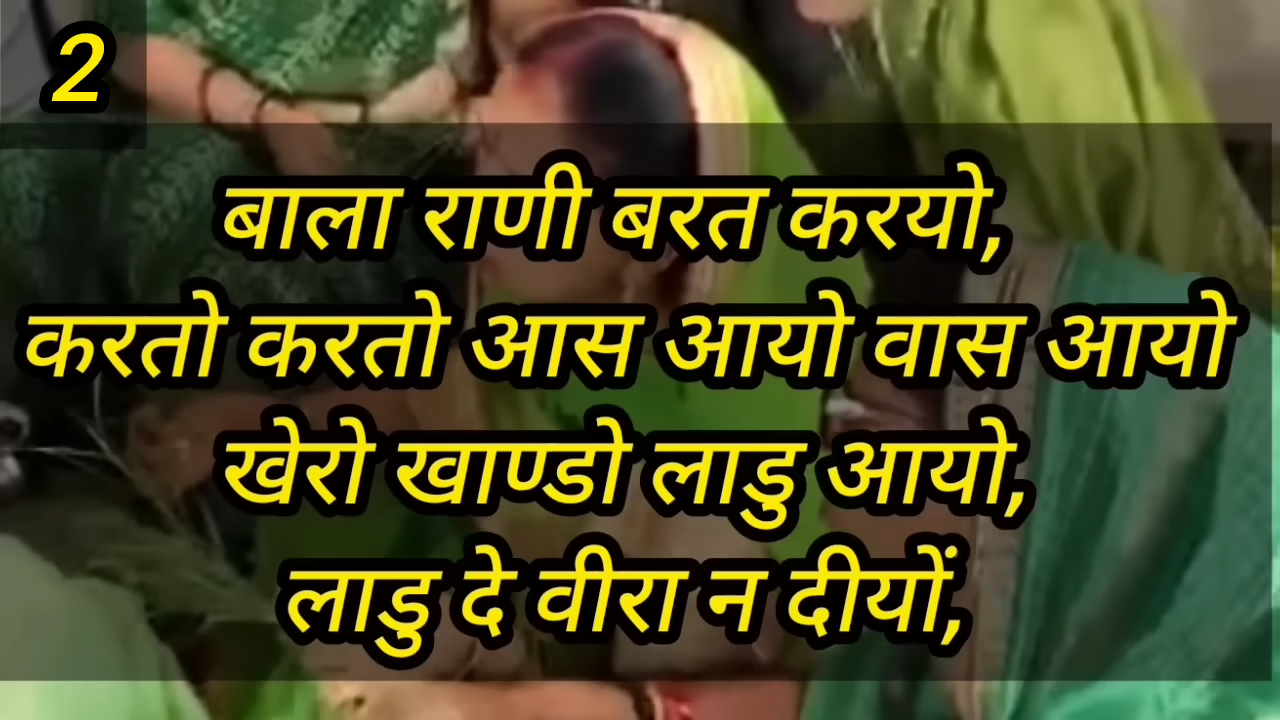 2
बाला राणी बरत करयो,
करतो करतो आस आयो वास आयो
खेरो खाण्डो लाडु आयो,
लाडु दे वीरा न दीयों,